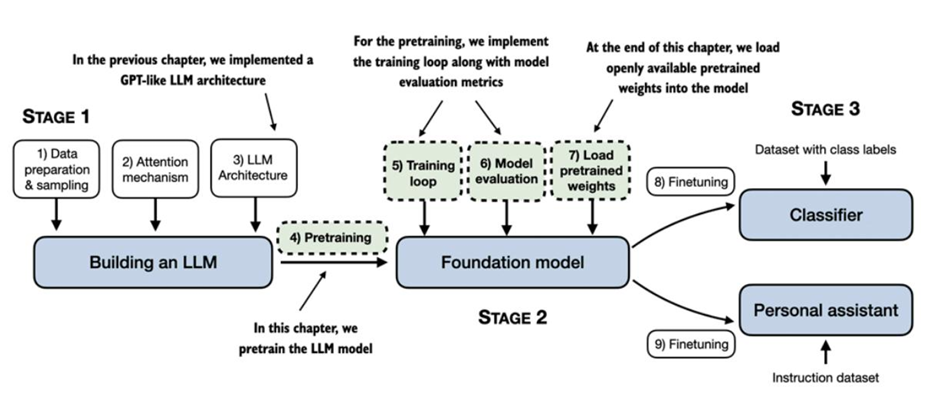 In the previous chapter, we implemented a
GPT-like LLM architecture
For the pretraining, we implement
the training loop along with model
evaluation metrics
At the end of this chapter, we load
openly available pretrained
weights into the model
STAGE 1
STAGE 3
1) Data
preparation
& sampling
2) Attention
mechanism
3) LLM
Architecture
5) Training
loop
6) Model
evaluation
7) Load
pretrained
weights
Dataset with class labels
8) Finetuning
Classifier
4) Pretraining
Building an LLM
Foundation model
STAGE 2
Personal assistant
In this chapter, we
pretrain the LLM model
9) Finetuning
Instruction dataset